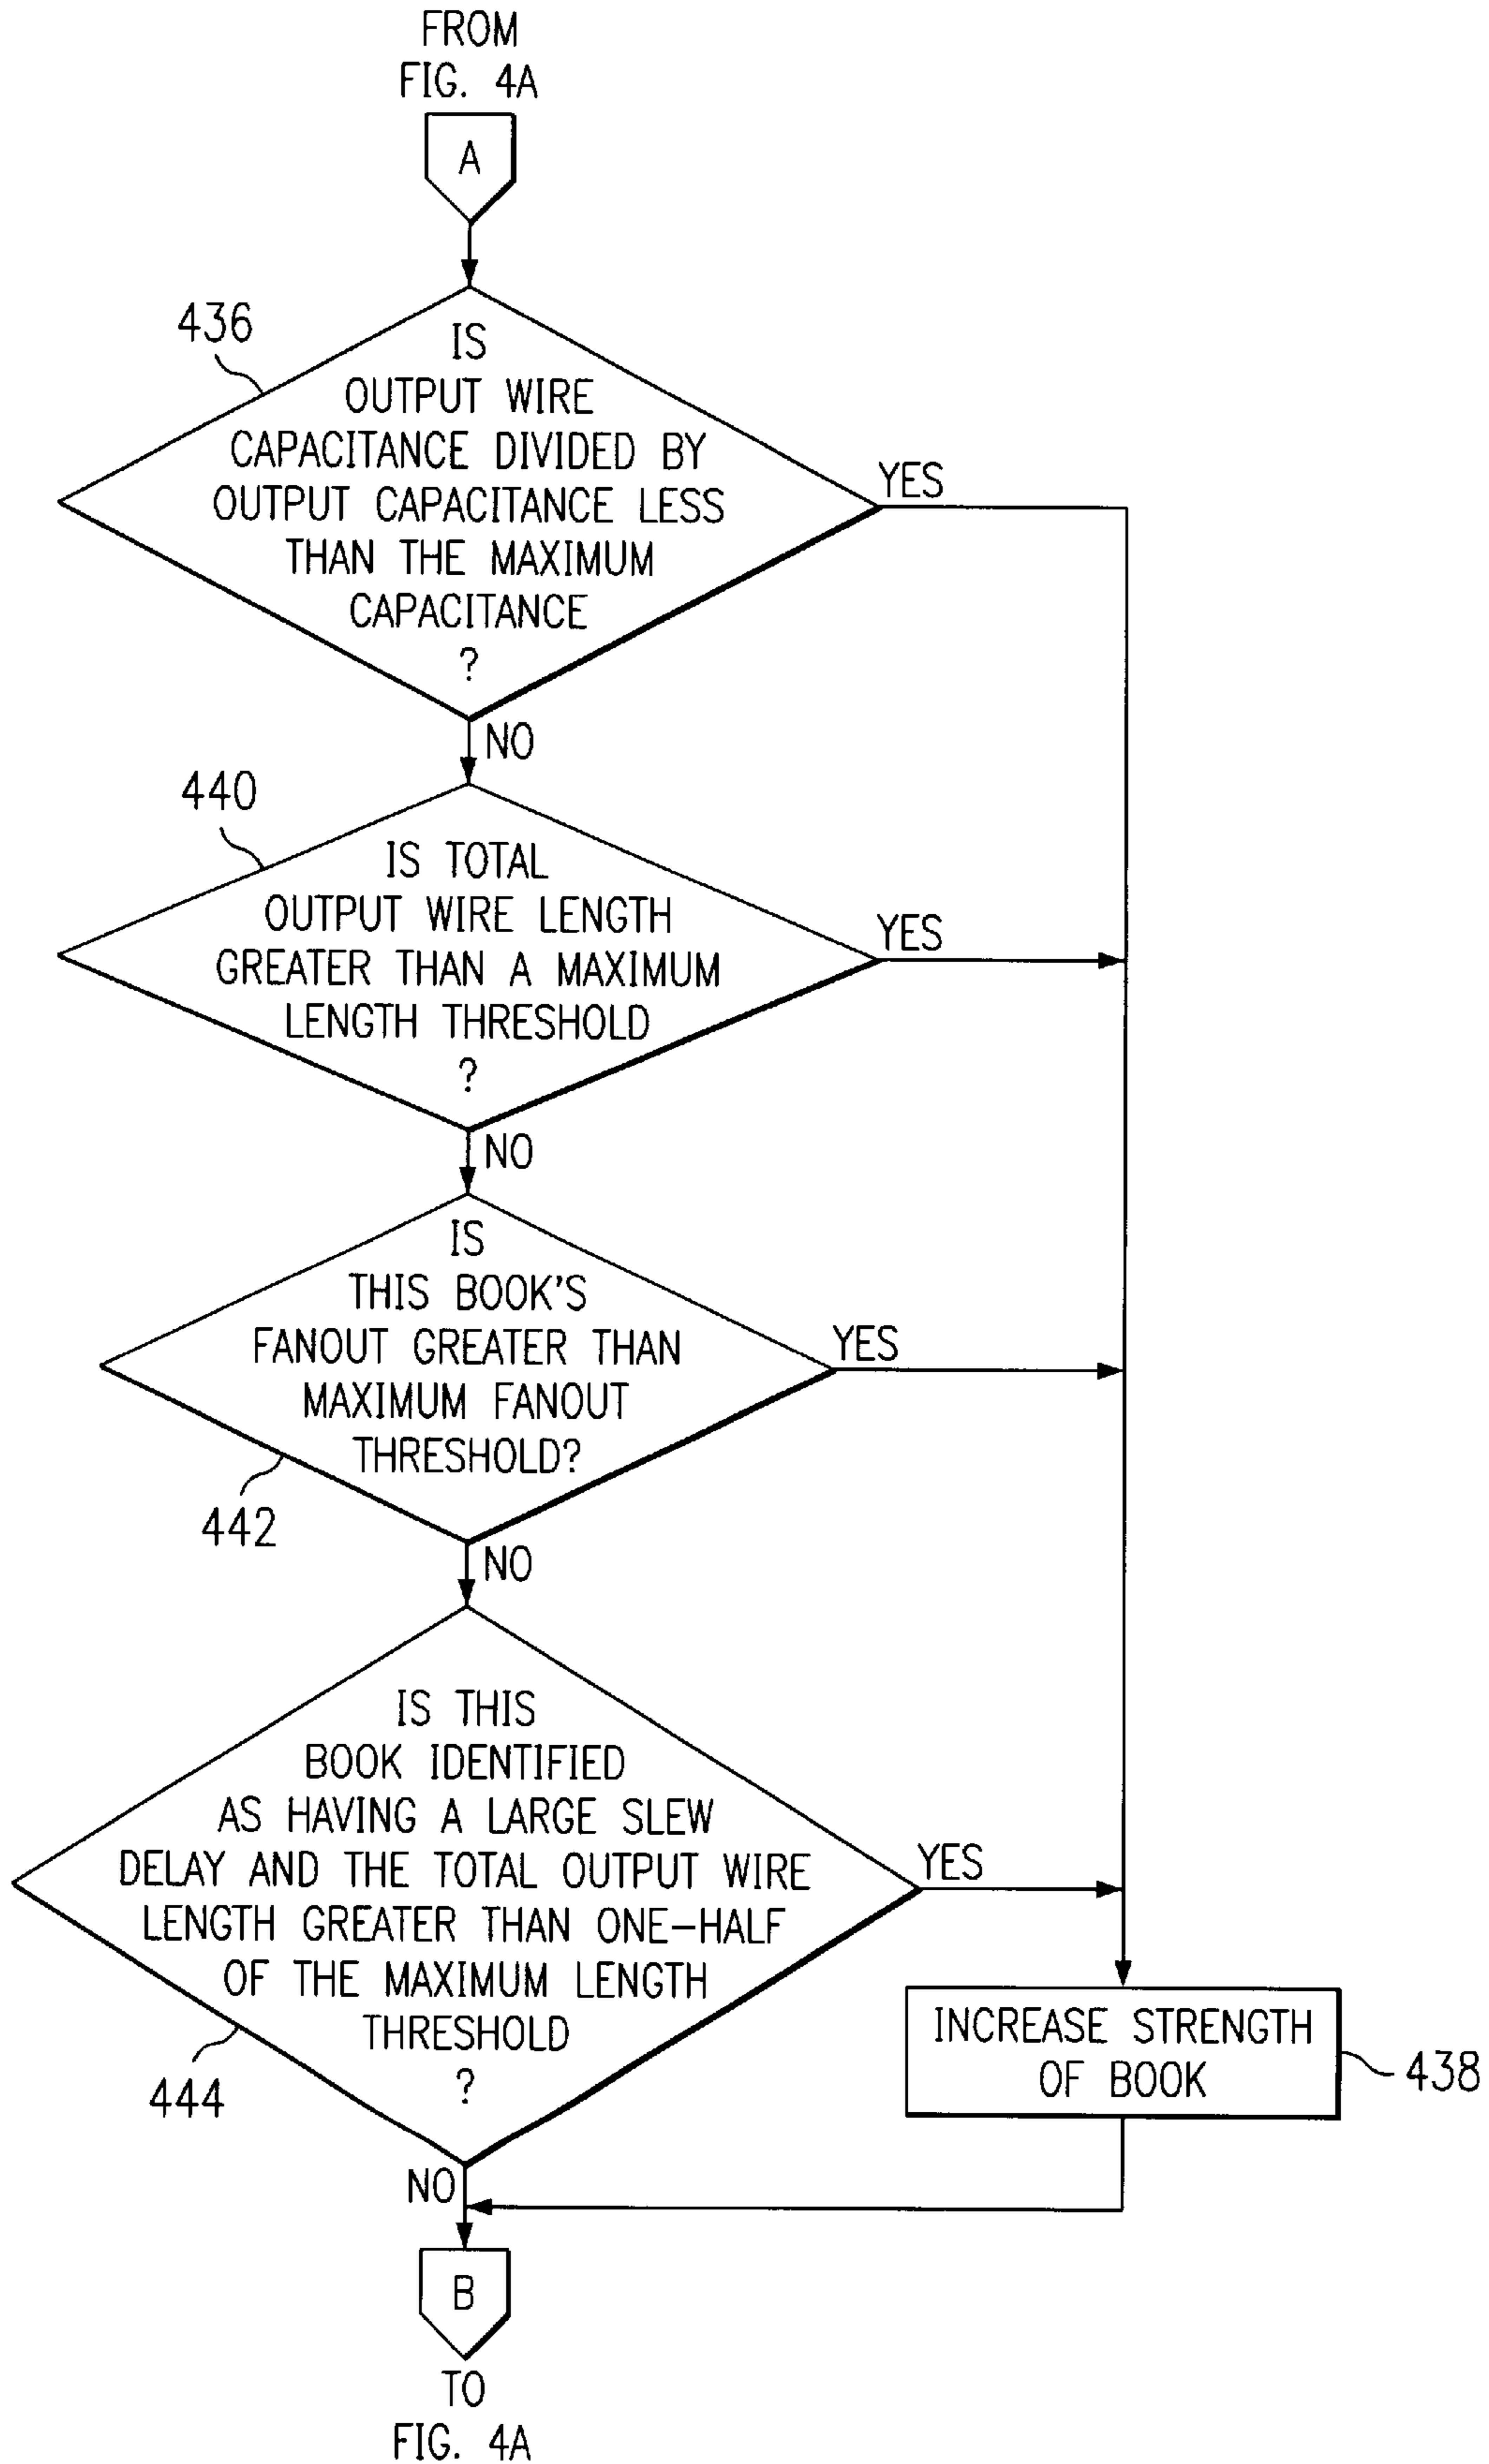 FROM
FIG. 4A
A
436
IS
OUTPUT WIRE
CAPACITANCE DIVIDED BY
OUTPUT CAPACITANCE LESS
THAN THE MAXIMUM
CAPACITANCE
?
YES
NO
440
IS TOTAL
OUTPUT WIRE LENGTH
GREATER THAN A MAXIMUM
LENGTH THRESHOLD
?
YES
NO
IS
THIS BOOK'S
FANOUT GREATER THAN
MAXIMUM FANOUT
THRESHOLD?
YES
442
NO
IS THIS
BOOK IDENTIFIED
AS HAVING A LARGE SLEW
DELAY AND THE TOTAL OUTPUT WIRE
LENGTH GREATER THAN ONE-HALF
OF THE MAXIMUM LENGTH
THRESHOLD
?
YES
444
INCREASE STRENGTH
OF BOOK
438
NO
B
TO
FIG. 4A